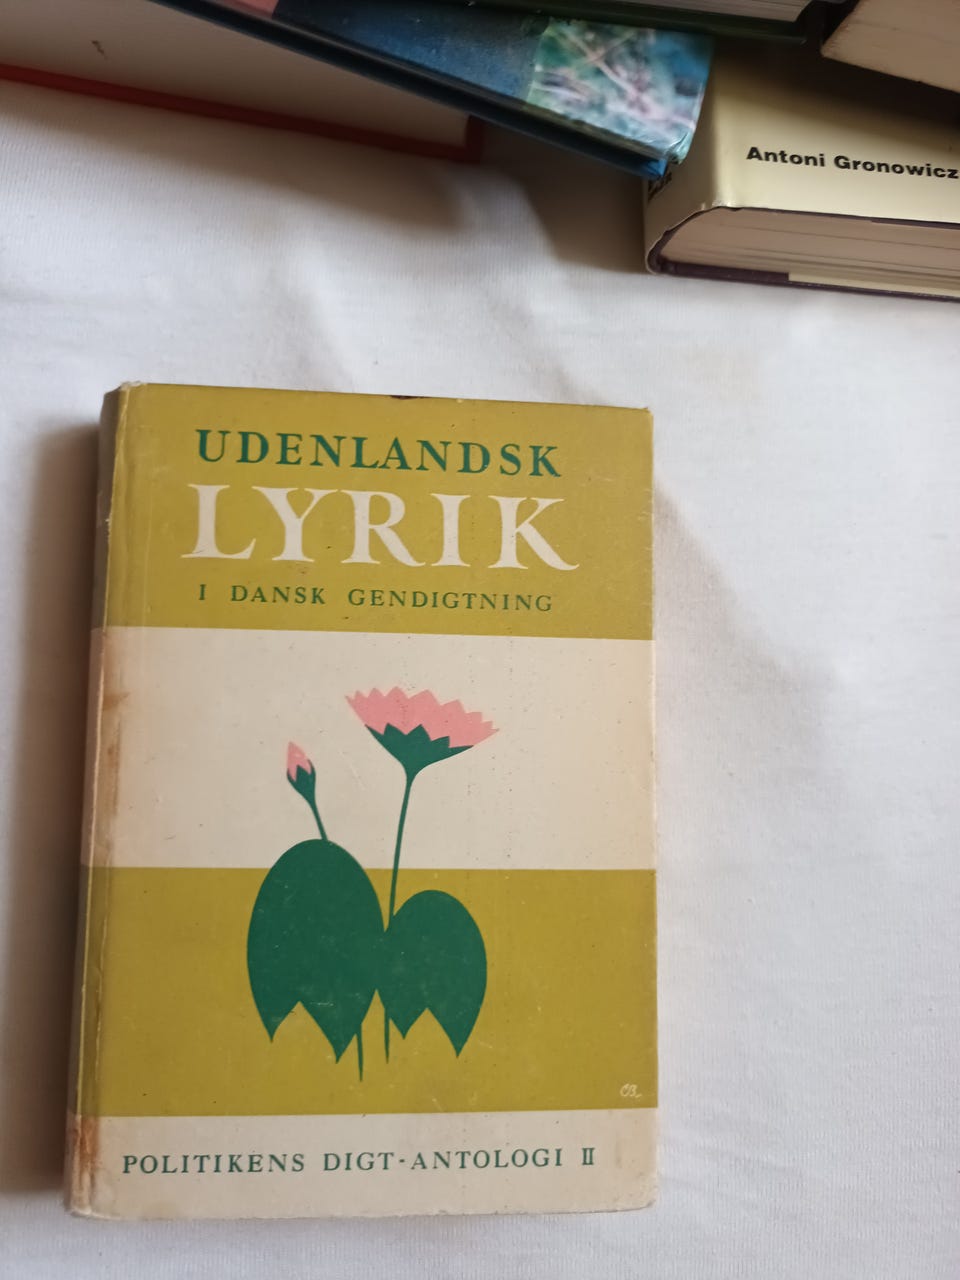 Antoni Gronowicz
UDENLANDSK
LYRIK
I DANSK GENDIGTNING
POLITIKENS DIGT-ANTOLOGI II